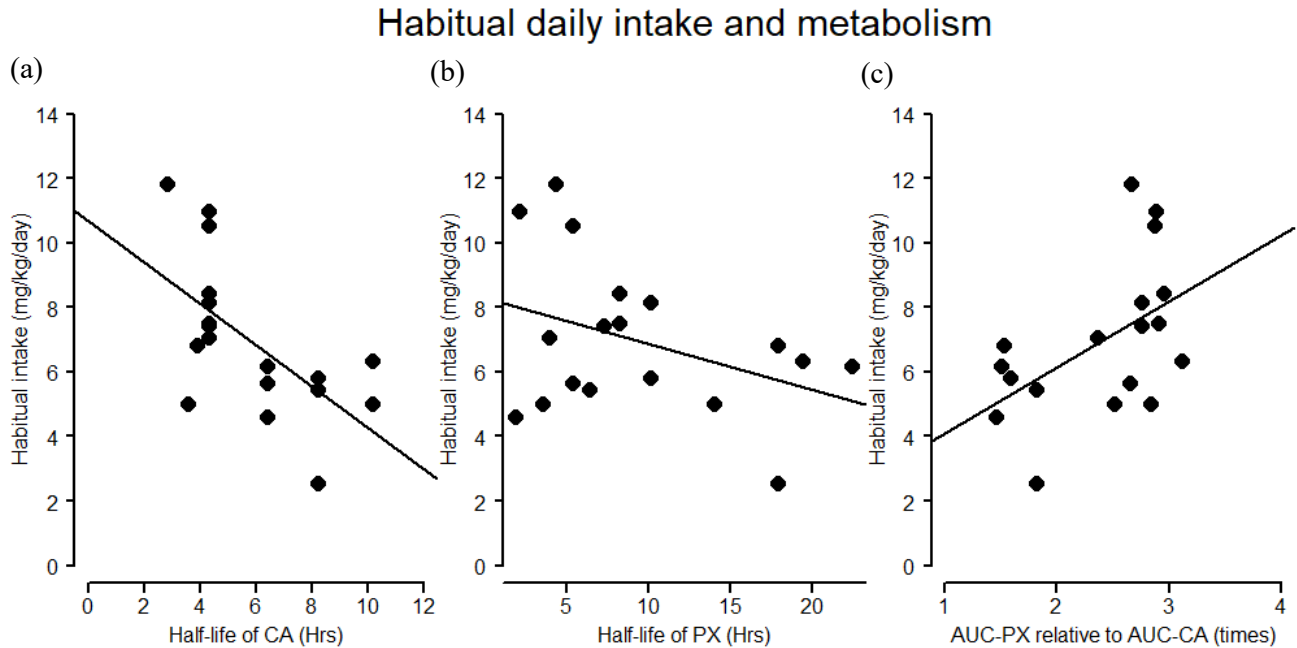 Habitual daily intake and metabolism
(a)
(b)
(c)
Habitual intake (mg/kg/day)
14
12
10
8
6
4
2
0
0 2 4 6 8 10 12
Half-life of CA (Hrs)
Habitual intake (mg/kg/day)
14
12
10
8
6
4
2
0
5 10 15 20
Half-life of PX (Hrs)
Habitual intake (mg/kg/day)
14
12
10
8
6
4
2
0
1 2 3 4
AUC-PX relative to AUC-CA (times)